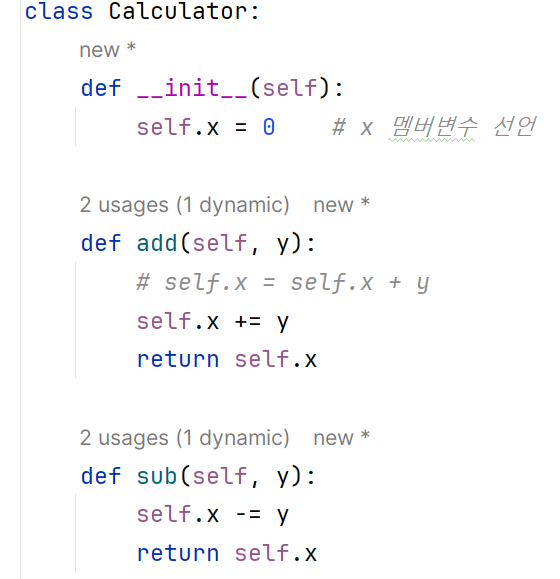 class Calculator:
new *
def __init__(self):
self.x = 0    # x 멤버변수 선언
2 usages (1 dynamic)    new *
def add(self, y):
# self.x = self.x + y
self.x += y
return self.x
2 usages (1 dynamic)    new *
def sub(self, y):
self.x -= y
return self.x